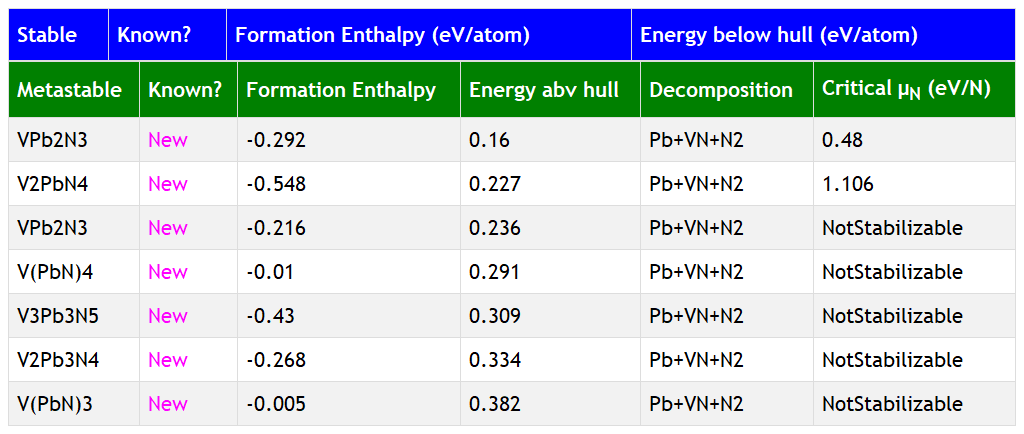 Stable Known? Formation Enthalpy (eV/atom) Energy below hull (eV/atom)
Metastable Known? Formation Enthalpy Energy abv hull Decomposition Critical μN (eV/N)
VPb2N3 New -0.292 0.16 Pb+VN+N2 0.48
V2PbN4 New -0.548 0.227 Pb+VN+N2 1.106
VPb2N3 New -0.216 0.236 Pb+VN+N2 NotStabilizable
V(PbN)4 New -0.01 0.291 Pb+VN+N2 NotStabilizable
V3Pb3N5 New -0.43 0.309 Pb+VN+N2 NotStabilizable
V2Pb3N4 New -0.268 0.334 Pb+VN+N2 NotStabilizable
V(PbN)3 New -0.005 0.382 Pb+VN+N2 NotStabilizable